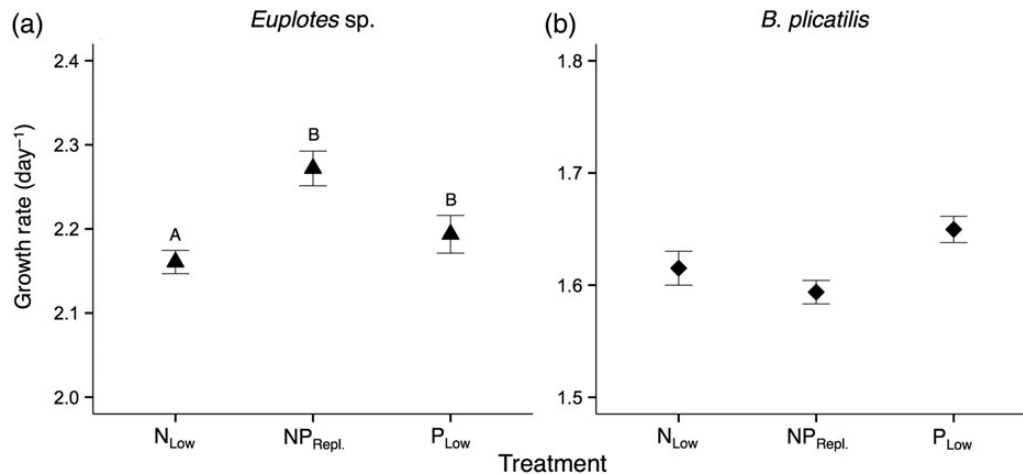 (a)
Euplotes sp.
Growth rate (day⁻¹)
2.4
2.3
2.2
2.1
2.0
A
B
B
N_Low
NP_Repl.
P_Low
(b)
B. plicatilis
1.8
1.7
1.6
1.5
N_Low
NP_Repl.
P_Low
Treatment